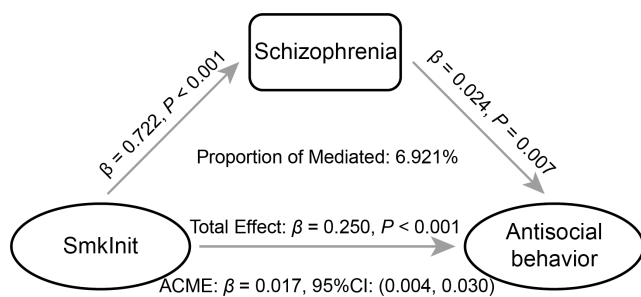 Schizophrenia
β = 0.722, P < 0.001
β = 0.024, P = 0.007
Proportion of Mediated: 6.921%
SmkInit
Total Effect: β = 0.250, P < 0.001
Antisocial
behavior
ACME: β = 0.017, 95%CI: (0.004, 0.030)